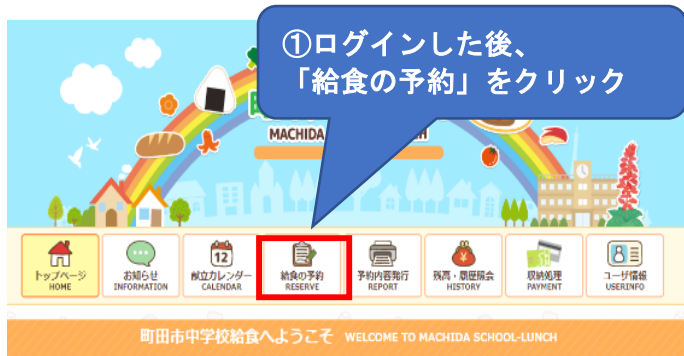 ①ログインした後、
「給食の予約」をクリック
MACHIDA
H
トップページ
HOME
お知らせ
INFORMATION
12
献立カレンダー
CALENDAR
給食の予約
RESERVE
予約内容発行
REPORT
残高・履歴照会
HISTORY
収納処理
PAYMENT
ユーザ情報
USERINFO
町田市中学校給食へようこそ WELCOME TO MACHIDA SCHOOL-LUNCH